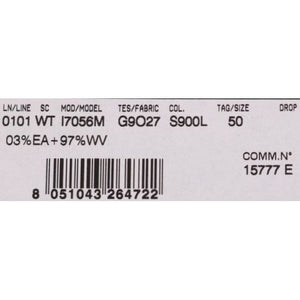 LN/LINE SC MOD/MODEL TES/FABRIC COL. TAG/SIZE DROP
0101 WT I7056M G9O27 S900L 50
03%EA+97%WV
COMM.N°
15777 E
8 051043 264722